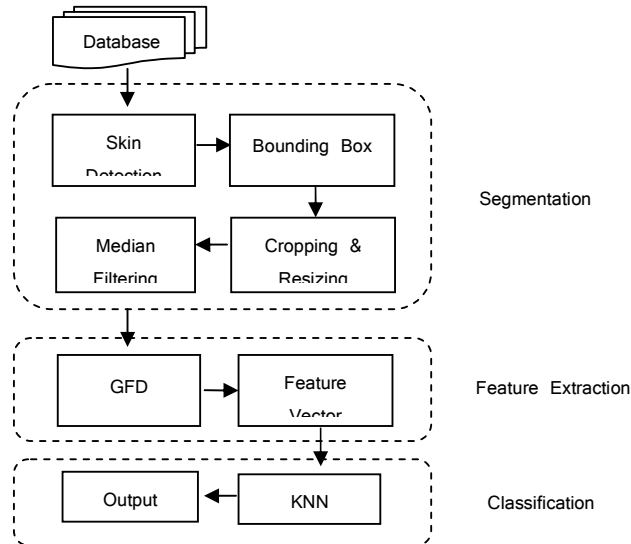 Database
Skin
Detection
Bounding Box
Segmentation
Median
Filtering
Cropping &
Resizing
GFD
Feature
Vector
Feature Extraction
Output
KNN
Classification